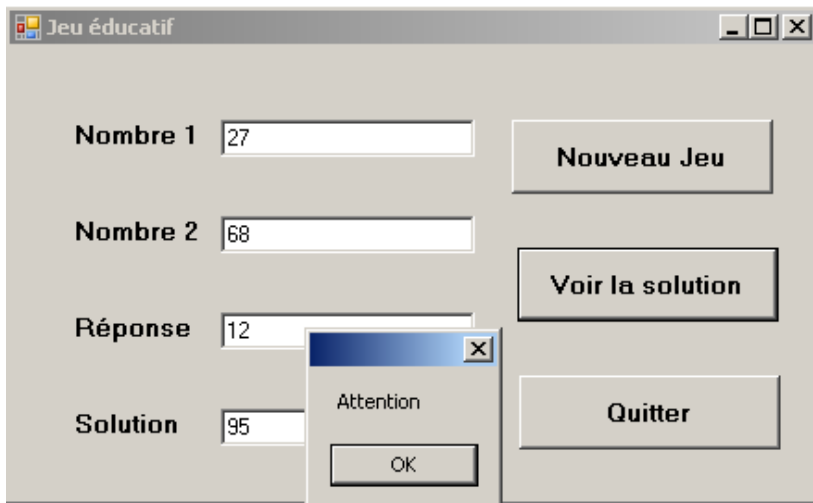 Jeu éducatif
Nombre 1 27
Nouveau Jeu
Nombre 2 68
Voir la solution
Réponse 12
Attention
Quitter
Solution 95
OK